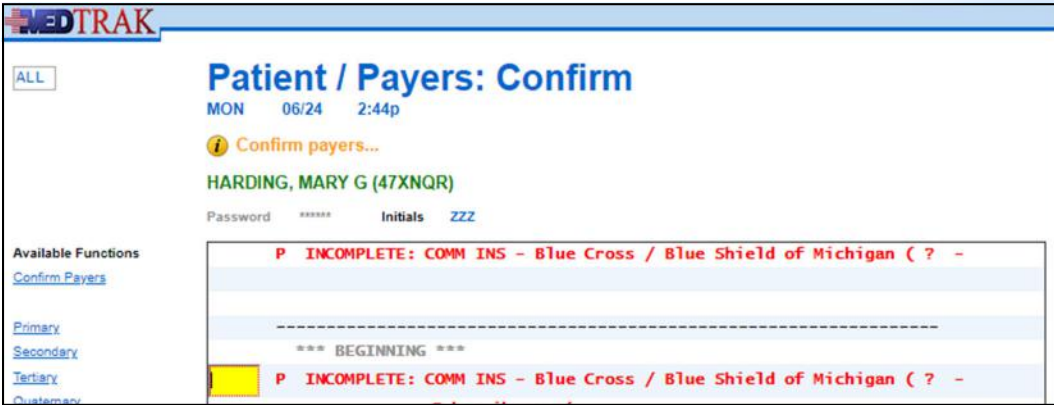 MEDTRAK
ALL
Patient / Payers: Confirm
MON 06/24 2:44p
Confirm payers...
HARDING, MARY G (47XNQR)
Password ****** Initials ZZZ
Available Functions
Confirm Payers
Primary
Secondary
Tertiary
Quaternary
P INCOMPLETE: COMM INS - Blue Cross / Blue Shield of Michigan ( ? -
------------------------------------------------------------------
*** BEGINNING ***
P INCOMPLETE: COMM INS - Blue Cross / Blue Shield of Michigan ( ? -